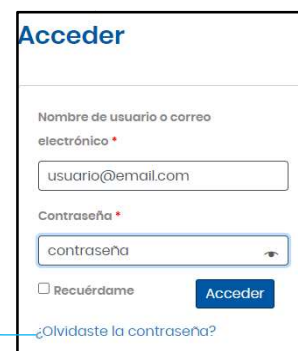 Acceder
Nombre de usuario o correo
electrónico *
usuario@email.com
Contraseña *
contraseña
Recuérdame
Acceder
¿Olvidaste la contraseña?